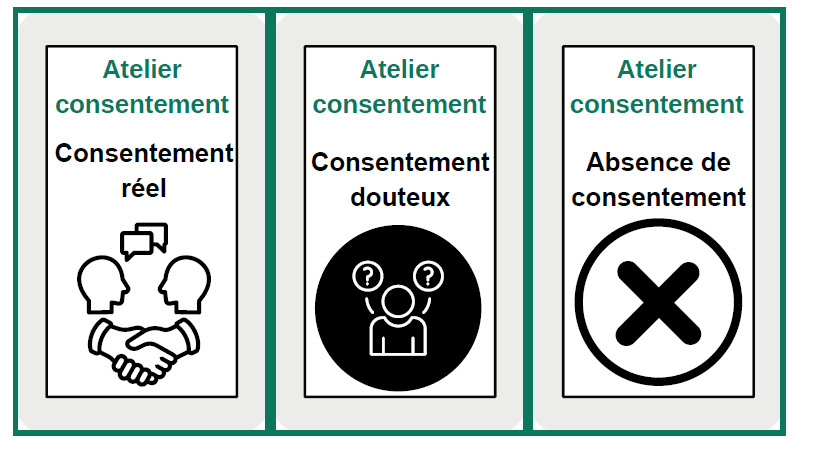 Atelier
consentement
Consentement
réel
Atelier
consentement
Consentement
douteux
? ?
Atelier
consentement
Absence de
consentement